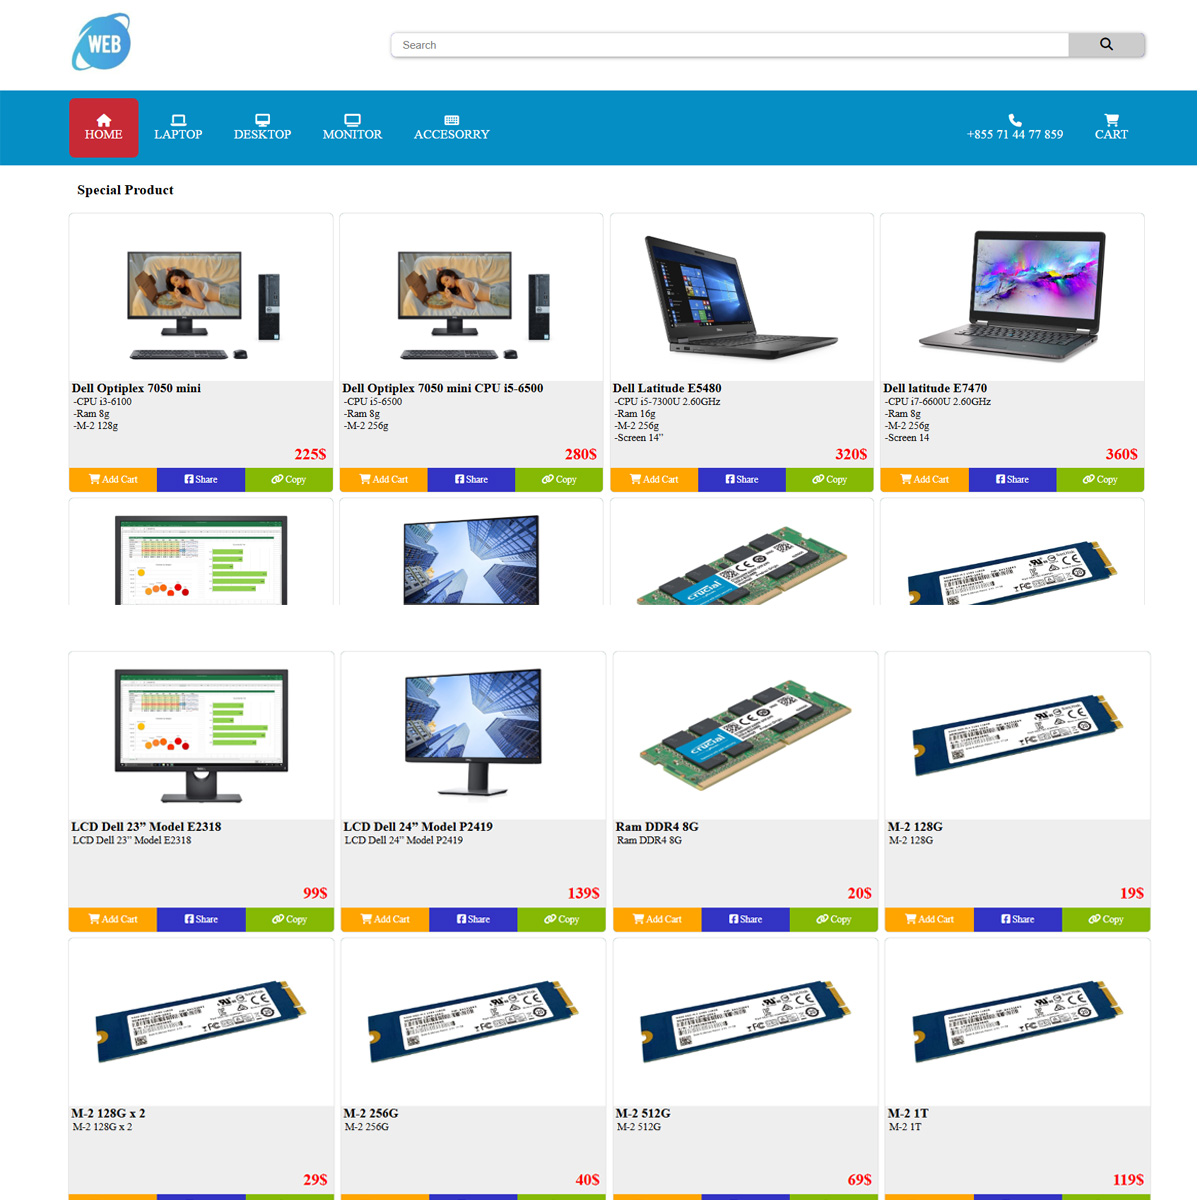 WEB
Search
HOME
LAPTOP
DESKTOP
MONITOR
ACCESORRY
+855 71 44 77 859
CART
Special Product
Dell Optiplex 7050 mini
-CPU i3-6100
-Ram 8g
-M-2 128g
225$
Add Cart
Share
Copy
Dell Optiplex 7050 mini CPU i5-6500
-CPU i5-6500
-Ram 8g
-M-2 256g
280$
Add Cart
Share
Copy
Dell Latitude E5480
-CPU i5-7300U 2.60GHz
-Ram 16g
-M-2 256g
-Screen 14”
320$
Add Cart
Share
Copy
Dell latitude E7470
-CPU i7-6600U 2.60GHz
-Ram 8g
-M-2 256g
-Screen 14
360$
Add Cart
Share
Copy
crucial
LCD Dell 23” Model E2318
LCD Dell 23” Model E2318
99$
Add Cart
Share
Copy
LCD Dell 24” Model P2419
LCD Dell 24” Model P2419
139$
Add Cart
Share
Copy
crucial
Ram DDR4 8G
Ram DDR4 8G
20$
Add Cart
Share
Copy
M-2 128G
M-2 128G
19$
Add Cart
Share
Copy
M-2 128G x 2
M-2 128G x 2
29$
M-2 256G
M-2 256G
40$
M-2 512G
M-2 512G
69$
M-2 1T
M-2 1T
119$